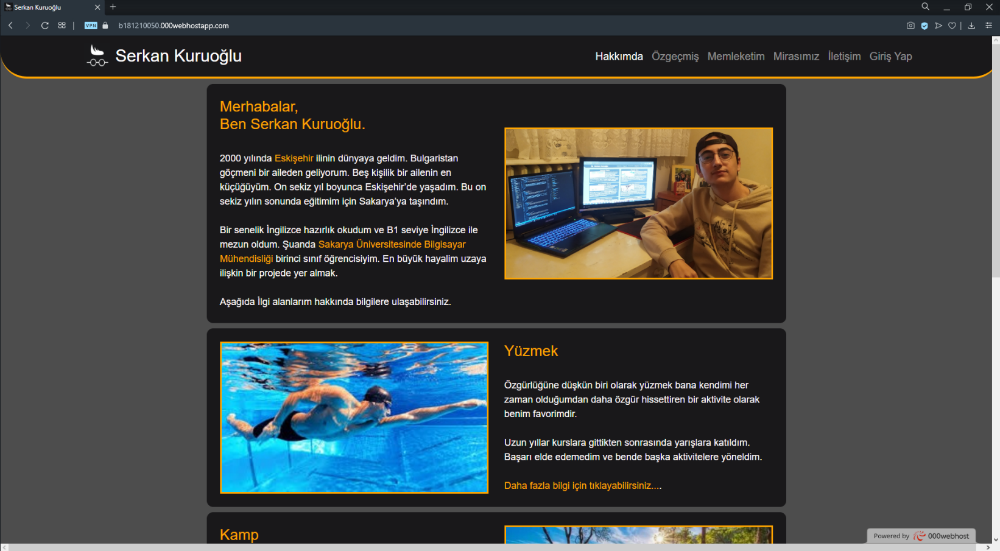 Serkan Kuruoğlu
VPN
b181210050.000webhostapp.com
Serkan Kuruoğlu
Hakkımda Özgeçmiş Memleketim Mirasımız İletişim Giriş Yap
Merhabalar,
Ben Serkan Kuruoğlu.
2000 yılında Eskişehir ilinin dünyaya geldim. Bulgaristan
göçmeni bir aileden geliyorum. Beş kişilik bir ailenin en
küçüğüyüm. On sekiz yıl boyunca Eskişehir’de yaşadım. Bu on
sekiz yılın sonunda eğitimim için Sakarya’ya taşındım.
Bir senelik İngilizce hazırlık okudum ve B1 seviye İngilizce ile
mezun oldum. Şuanda Sakarya Üniversitesinde Bilgisayar
Mühendisliği birinci sınıf öğrencisiyim. En büyük hayalim uzaya
ilişkin bir projede yer almak.
Aşağıda İlgi alanlarım hakkında bilgilere ulaşabilirsiniz.
Yüzmek
Özgürlüğüne düşkün biri olarak yüzmek bana kendimi her
zaman olduğumdan daha özgür hissettiren bir aktivite olarak
benim favorimdir.
Uzun yıllar kurslara gittikten sonrasında yarışlara katıldım.
Başarı elde edemedim ve bende başka aktivitelere yöneldim.
Daha fazla bilgi için tıklayabilirsiniz....
Kamp
Powered by 000webhost